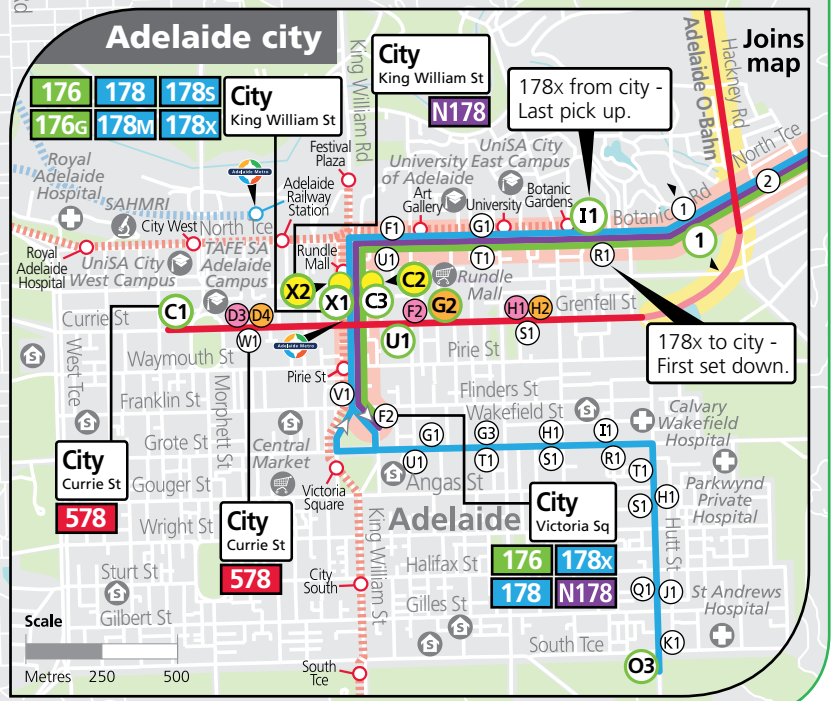 Adelaide city
176 178 178S
176G 178M 178X
City
King William St
City
King William St
N178
178x from city -
Last pick up.
Joins
map
King William Rd
Adelaide O-Bahn
Hackney Rd
North Tce
Royal
Adelaide
Hospital
SAHMRI
Adelaide Metro
Festival
Plaza
Adelaide
Railway
Station
University
of Adelaide
UniSA City
East Campus
Art
Gallery
University
Botanic
Gardens
I1
Botanic Rd
1
2
City West
North Tce
Royal
Adelaide
Hospital
UniSA City
West Campus
TAFE SA
Adelaide
Campus
Rundle
Mall
F1
G1
U1
T1
R1
1
X2
X1
C3
C2
Rundle
Mall
F2
G2
H1
H2
Grenfell St
C1
Currie St
D3
D4
W1
Adelaide Metro
U1
S1
Pirie St
178x to city -
First set down.
West Tce
Waymouth St
Morphett St
Pirie St
Franklin St
Flinders St
Wakefield St
V1
F2
Grote St
Central
Market
Gouger St
Victoria
Square
G1
G3
H1
I1
U1
T1
S1
R1
T1
Calvary
Wakefield
Hospital
Angas St
City
Currie St
578
City
Currie St
578
Wright St
Adelaide
City
Victoria Sq
176 178x
178 N178
S1
H1
Parkwynd
Private
Hospital
Hutt St
King William St
Sturt St
City
South
Halifax St
Gilbert St
Gilles St
Q1
J1
St Andrews
Hospital
K1
South Tce
O3
South
Tce
Scale
Metres 250 500